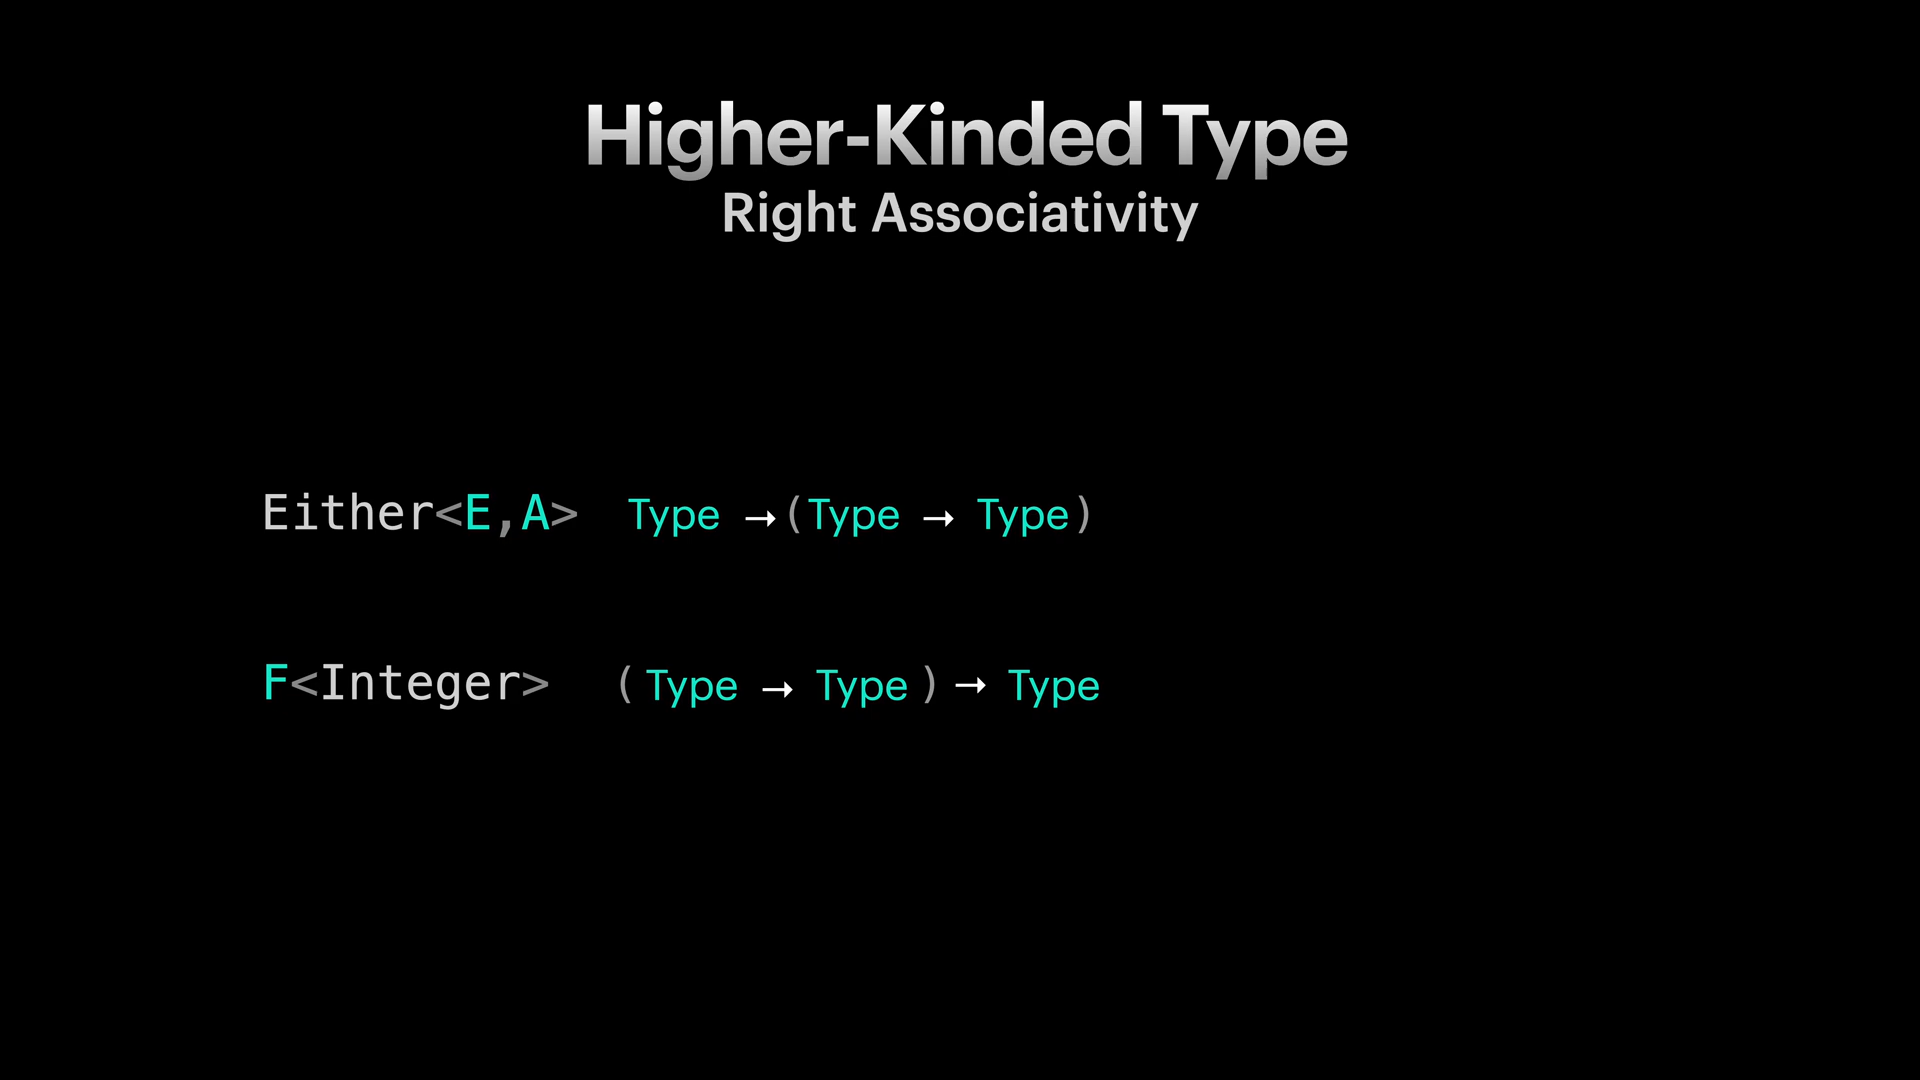 Higher-Kinded Type
Right Associativity
Either<E,A> Type →(Type → Type)
F<Integer> ( Type → Type ) → Type